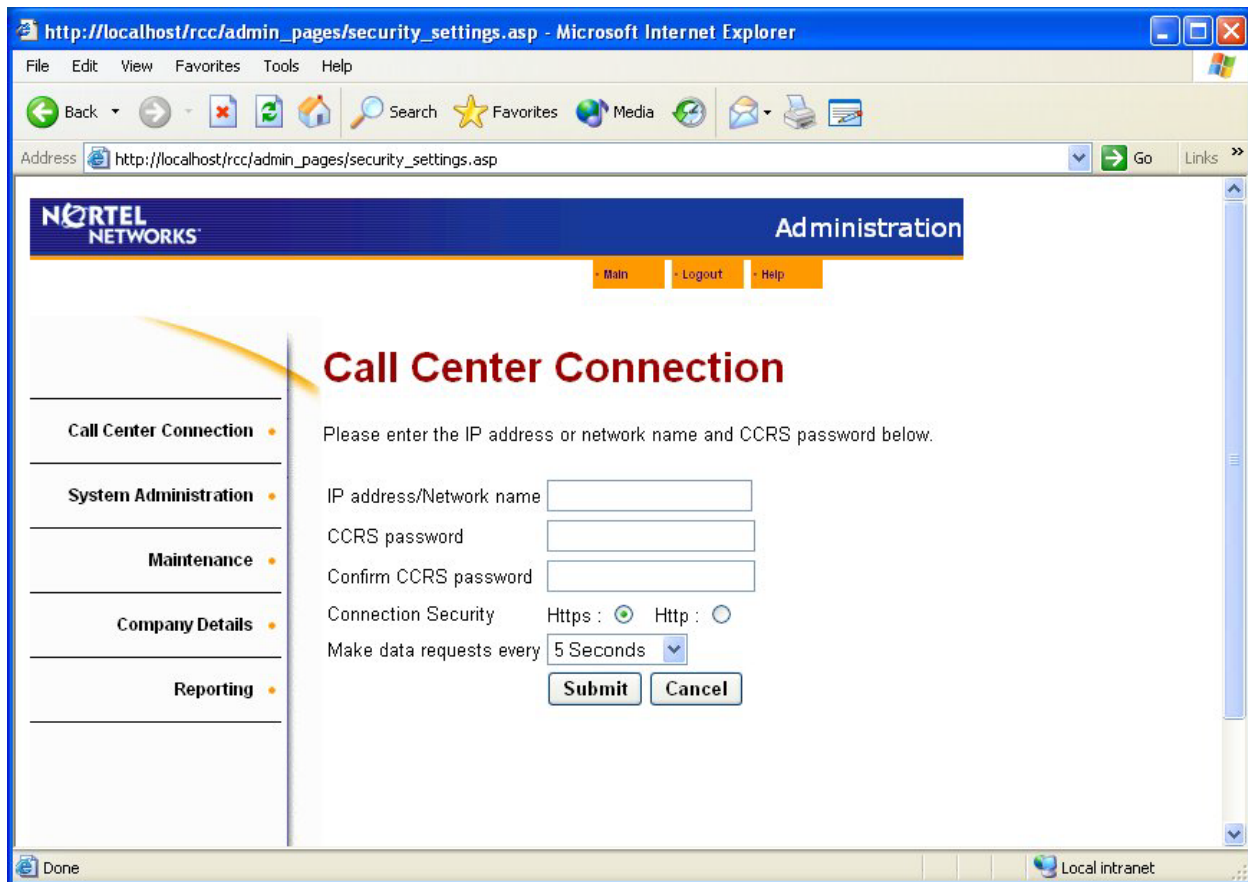 http://localhost/rcc/admin_pages/security_settings.asp - Microsoft Internet Explorer
File Edit View Favorites Tools Help
Back Search Favorites Media
Address http://localhost/rcc/admin_pages/security_settings.asp Go Links »
NORTEL
NETWORKS
Administration
Main Logout Help
Call Center Connection
Call Center Connection
System Administration
Maintenance
Company Details
Reporting
Please enter the IP address or network name and CCRS password below.
IP address/Network name
CCRS password
Confirm CCRS password
Connection Security Https : Http :
Make data requests every 5 Seconds
Submit Cancel
Done Local intranet